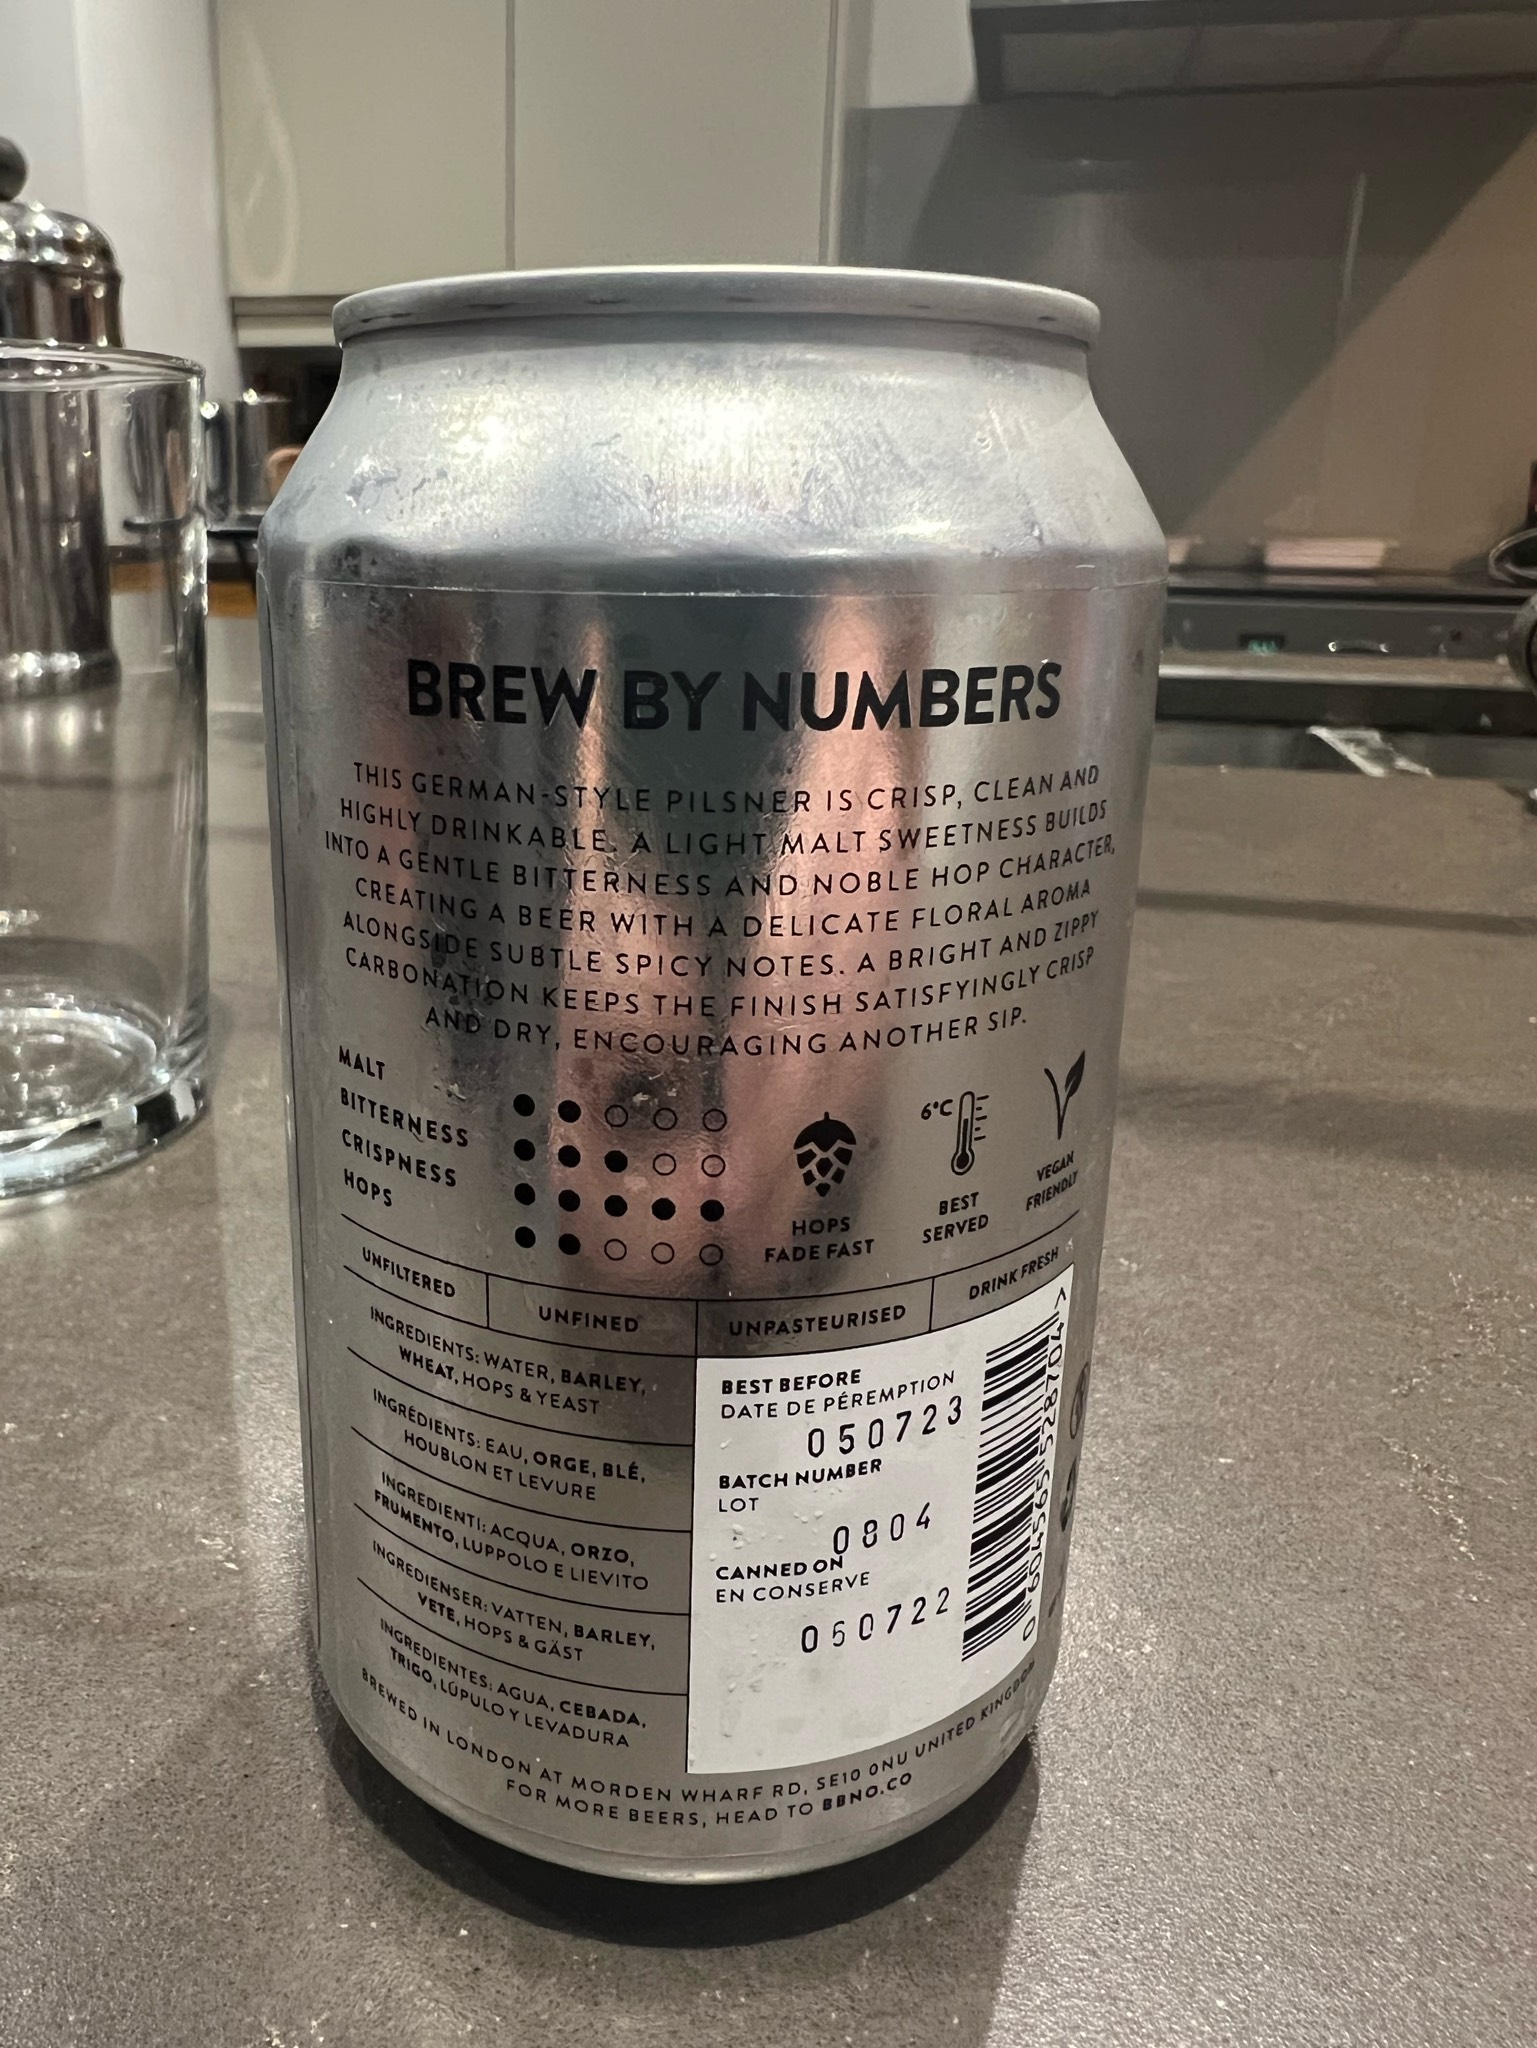 BREW BY NUMBERS
THIS GERMAN-STYLE PILSNER IS CRISP, CLEAN AND
HIGHLY DRINKABLE. A LIGHT MALT SWEETNESS BUILDS
INTO A GENTLE BITTERNESS AND NOBLE HOP CHARACTER,
CREATING A BEER WITH A DELICATE FLORAL AROMA
ALONGSIDE SUBTLE SPICY NOTES. A BRIGHT AND ZIPPY
CARBONATION KEEPS THE FINISH SATISFYINGLY CRISP
AND DRY, ENCOURAGING ANOTHER SIP.
MALT
BITTERNESS
CRISPNESS
HOPS
HOPS
FADE FAST
6°C
BEST
SERVED
VEGAN
FRIENDLY
UNFILTERED
UNFINED
UNPASTEURISED
DRINK FRESH
INGREDIENTS: WATER, BARLEY,
WHEAT, HOPS & YEAST
INGRÉDIENTS: EAU, ORGE, BLÉ,
HOUBLON ET LEVURE
INGREDIENTI: ACQUA, ORZO,
FRUMENTO, LUPPOLO E LIEVITO
INGREDIENSER: VATTEN, BARLEY,
VETE, HOPS & GÄST
INGREDIENTES: AGUA, CEBADA,
TRIGO, LÚPULO Y LEVADURA
BEST BEFORE
DATE DE PÉREMPTION
050723
BATCH NUMBER
LOT
0804
CANNED ON
EN CONSERVE
050722
0 604565 528704 >
BREWED IN LONDON AT MORDEN WHARF RD, SE10 0NU UNITED KINGDOM
FOR MORE BEERS, HEAD TO BBNO.CO